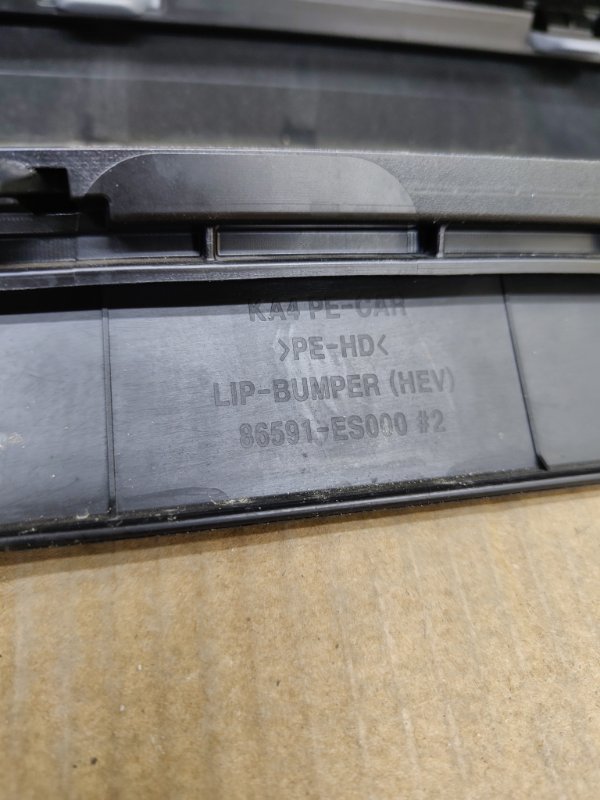 KA4 PE-CAR
>PE-HD<
LIP-BUMPER (HEV)
86591-ES000 #2